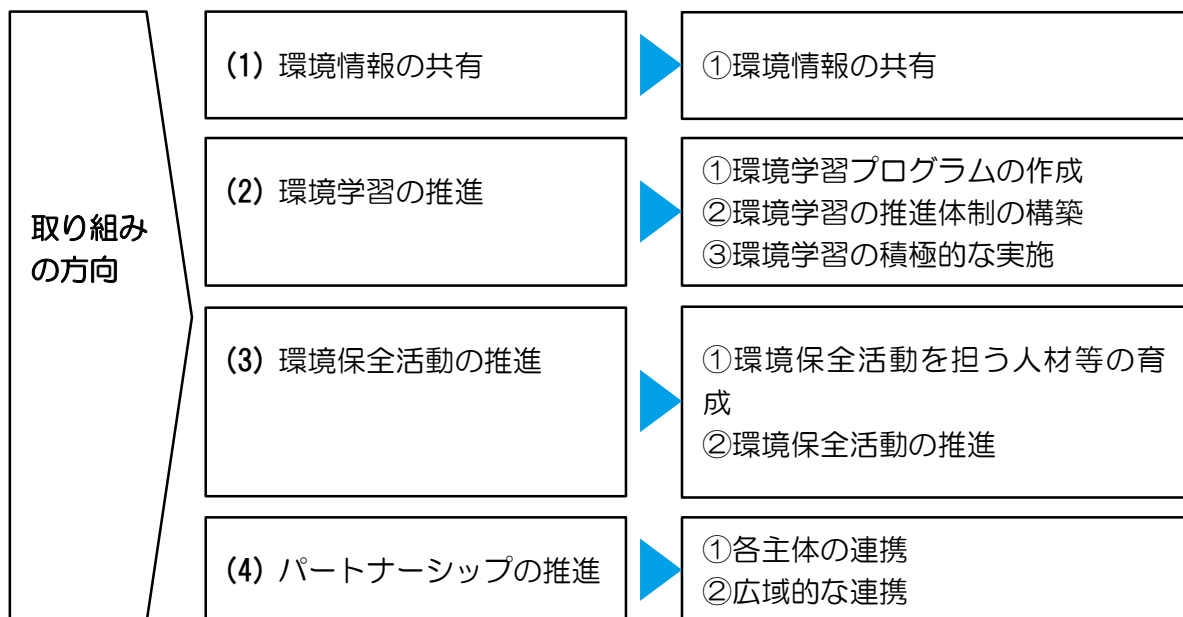 取り組み
の方向
(1) 環境情報の共有
①環境情報の共有
(2) 環境学習の推進
①環境学習プログラムの作成
②環境学習の推進体制の構築
③環境学習の積極的な実施
(3) 環境保全活動の推進
①環境保全活動を担う人材等の育
成
②環境保全活動の推進
(4) パートナーシップの推進
①各主体の連携
②広域的な連携